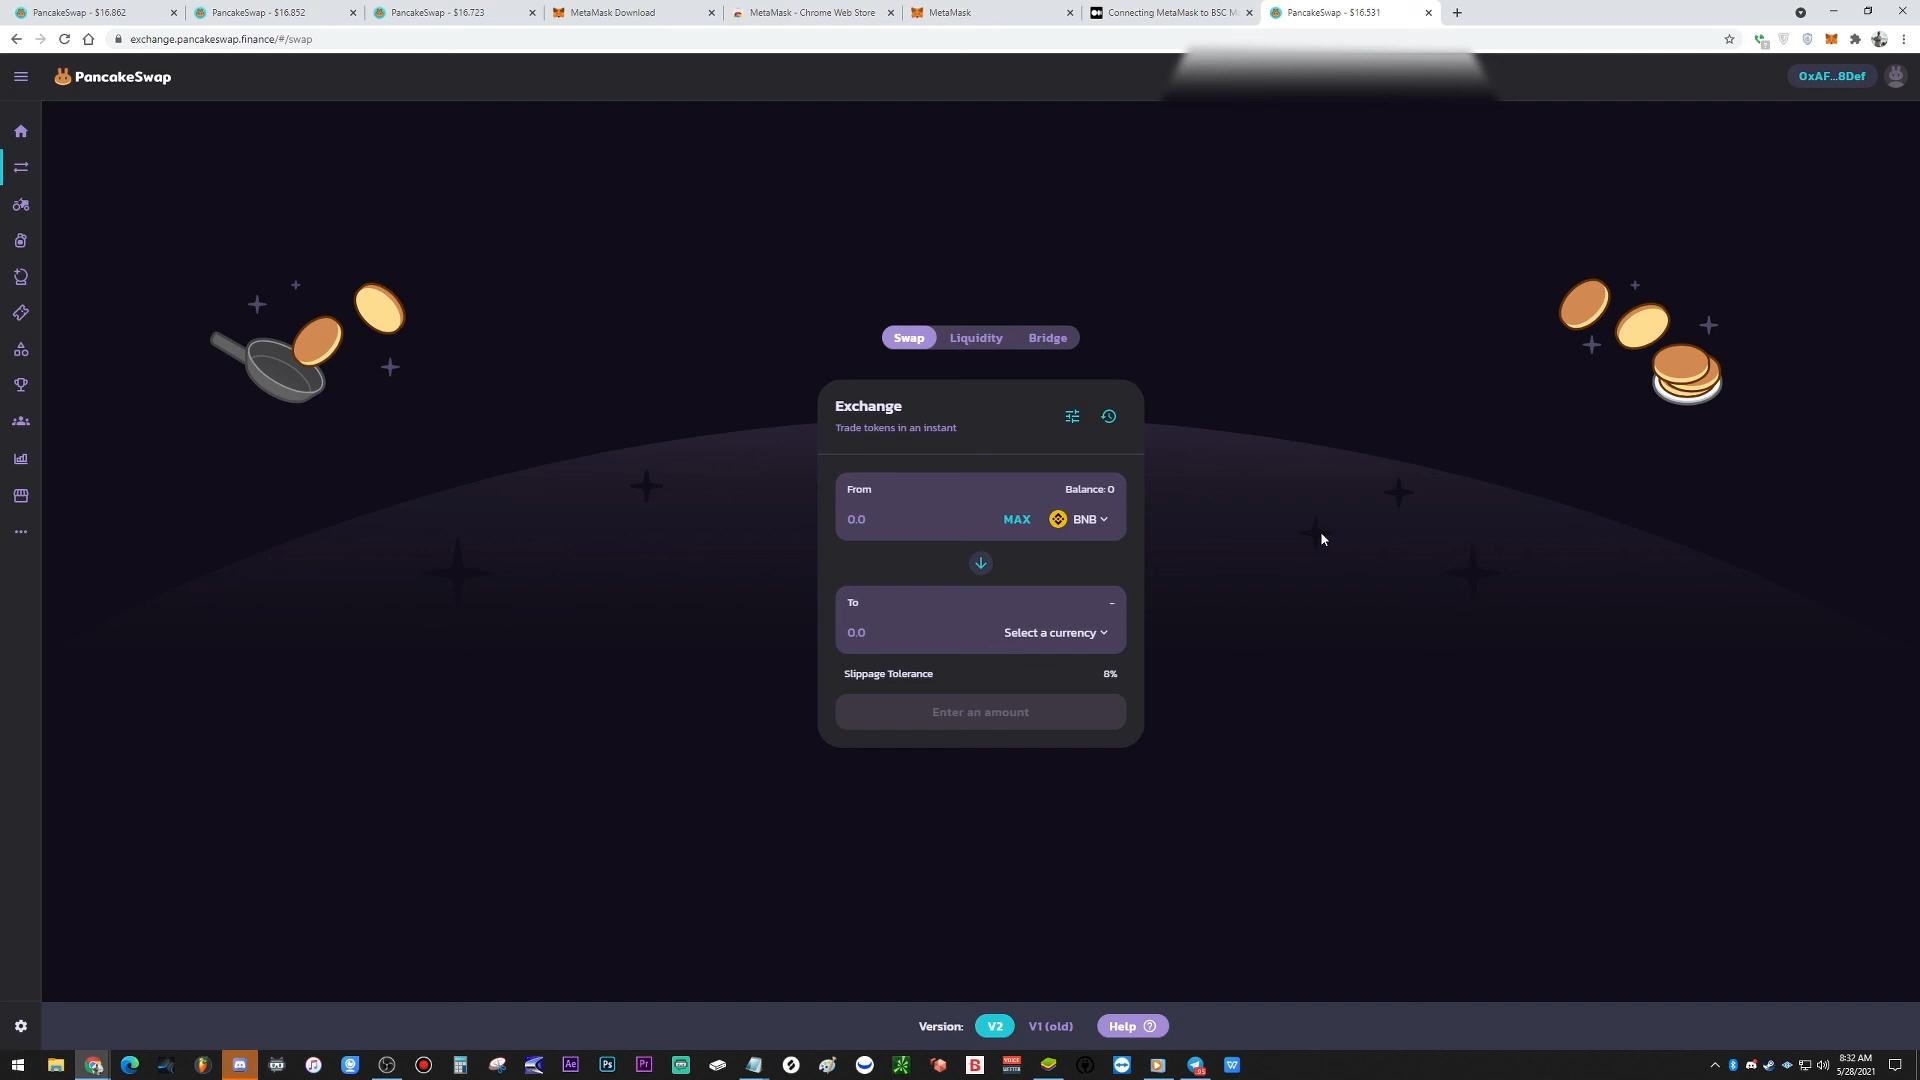 PancakeSwap - $16.862
PancakeSwap - $16.852
PancakeSwap - $16.723
MetaMask Download
MetaMask - Chrome Web Store
MetaMask
Connecting MetaMask to BSC M
PancakeSwap - $16.531
exchange.pancakeswap.finance/#/swap
PancakeSwap
0xAF...8Def
Swap
Liquidity
Bridge
Exchange
Trade tokens in an instant
From
Balance: 0
0.0
MAX
BNB
To
-
0.0
Select a currency
Slippage Tolerance
8%
Enter an amount
Version:
V2
V1 (old)
Help
Ae
Ps
Pr
B
W
8:32 AM
5/28/2021